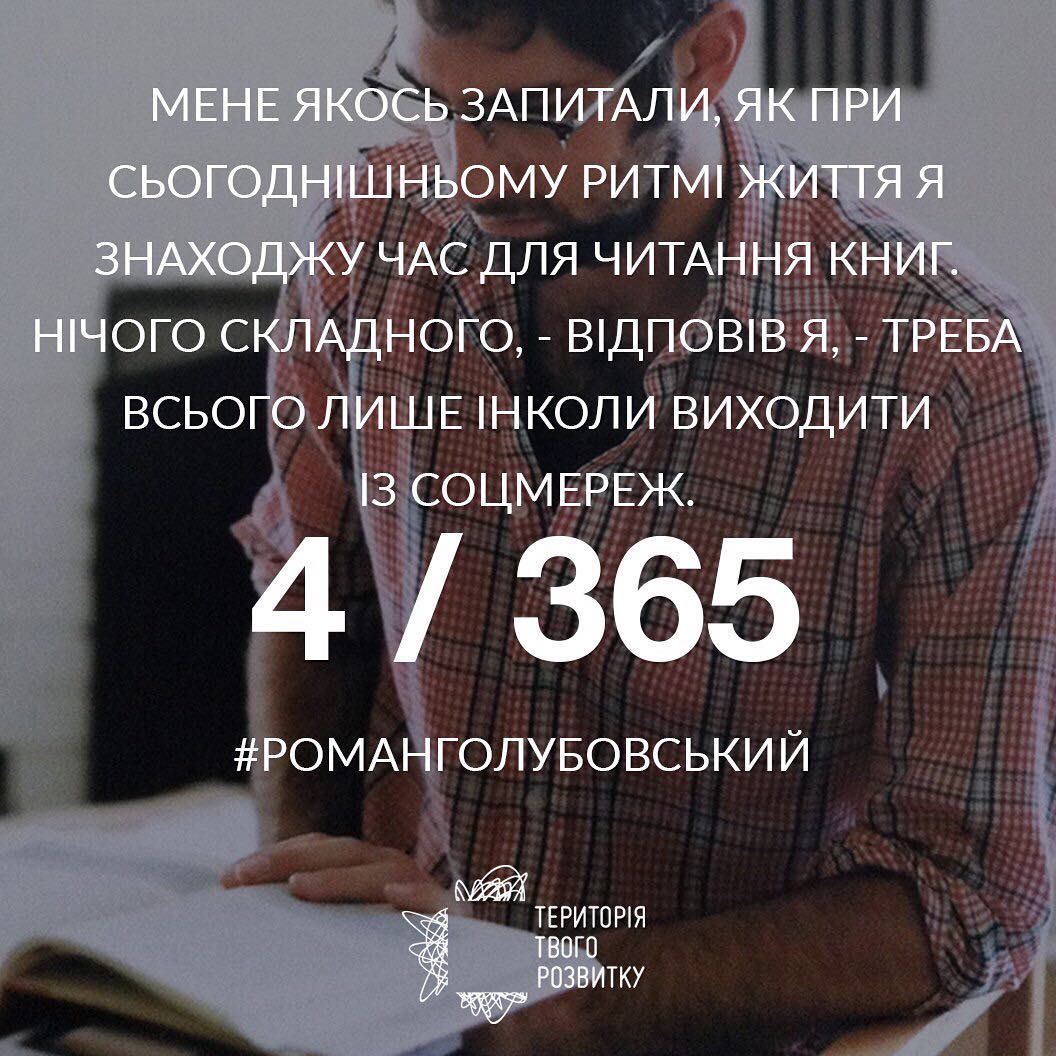 МЕНЕ ЯКОСЬ ЗАПИТАЛИ, ЯК ПРИ
СЬОГОДНІШНЬОМУ РИТМІ ЖИТТЯ Я
ЗНАХОДЖУ ЧАС ДЛЯ ЧИТАННЯ КНИГ.
НІЧОГО СКЛАДНОГО, - ВІДПОВІВ Я, - ТРЕБА
ВСЬОГО ЛИШЕ ІНКОЛИ ВИХОДИТИ
ІЗ СОЦМЕРЕЖ.
4 / 365
#РОМАНГОЛУБОВСЬКИЙ
ТЕРИТОРІЯ
ТВОГО
РОЗВИТКУ